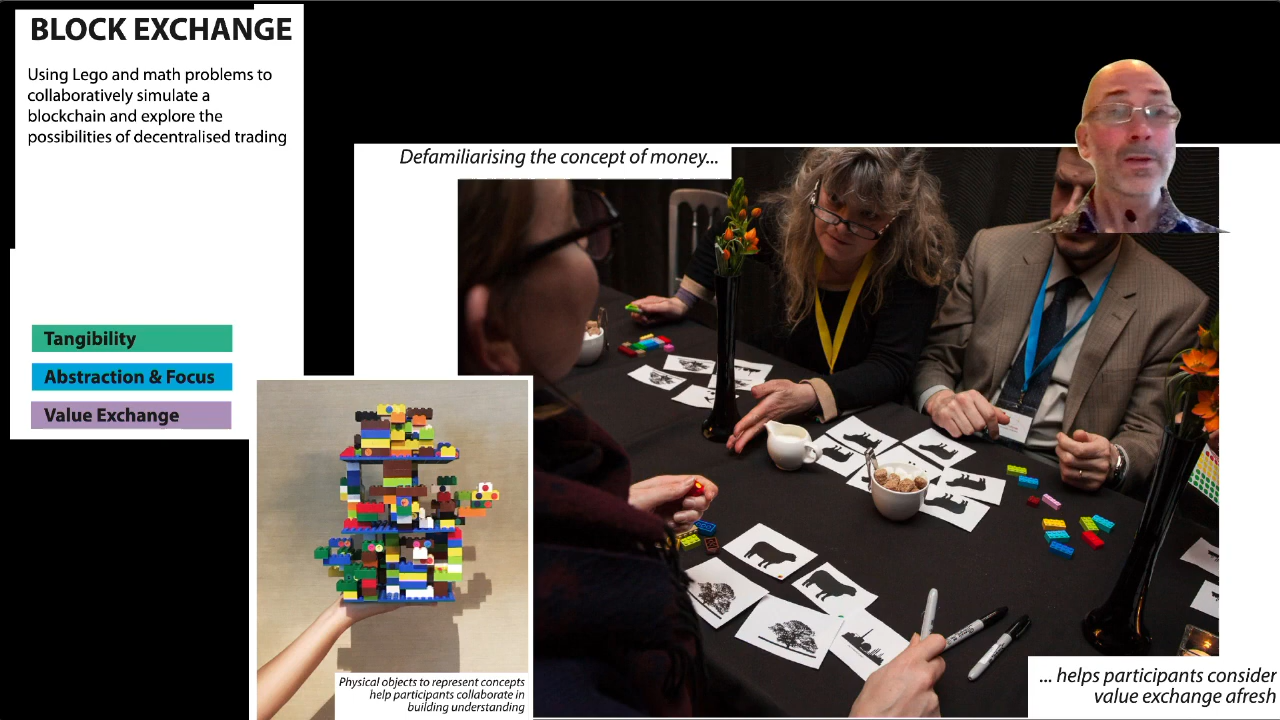 BLOCK EXCHANGE
Using Lego and math problems to
collaboratively simulate a
blockchain and explore the
possibilities of decentralised trading
Tangibility
Abstraction & Focus
Value Exchange
Defamiliarising the concept of money...
Physical objects to represent concepts
help participants collaborate in
building understanding
... helps participants consider
value exchange afresh